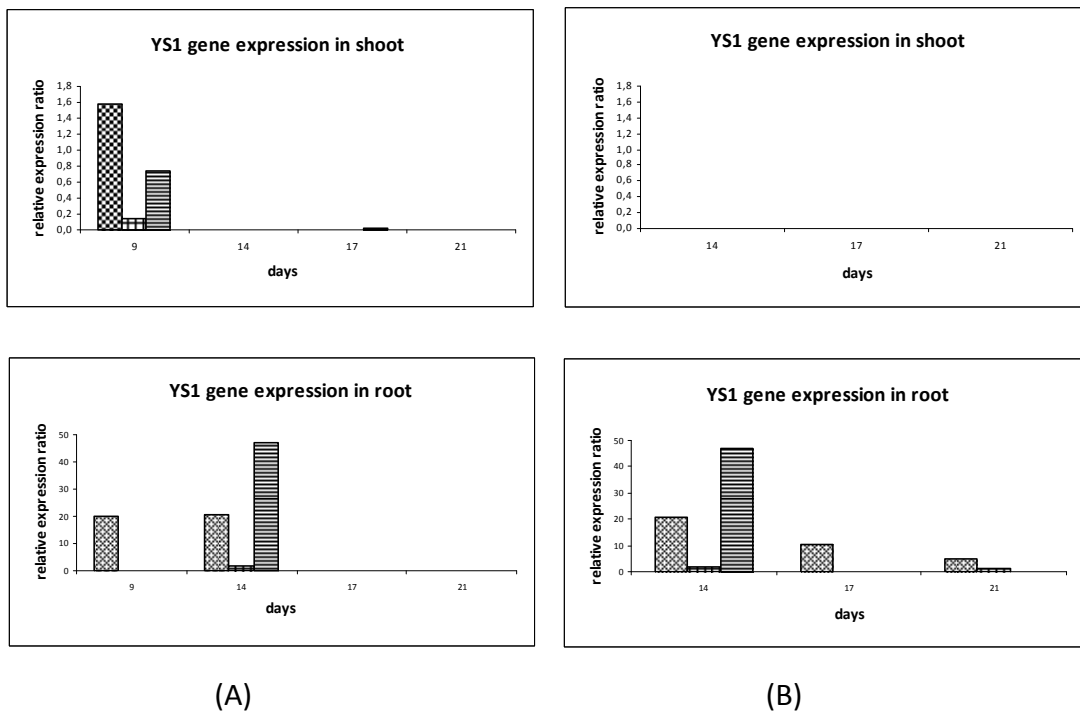 YS1 gene expression in shoot
relative expression ratio
1,8
1,6
1,4
1,2
1,0
0,8
0,6
0,4
0,2
0,0
9 14 17 21
days
YS1 gene expression in shoot
relative expression ratio
1,8
1,6
1,4
1,2
1,0
0,8
0,6
0,4
0,2
0,0
14 17 21
days
YS1 gene expression in root
relative expression ratio
50
40
30
20
10
0
9 14 17 21
days
YS1 gene expression in root
relative expression ratio
50
40
30
20
10
0
14 17 21
days
(A) (B)